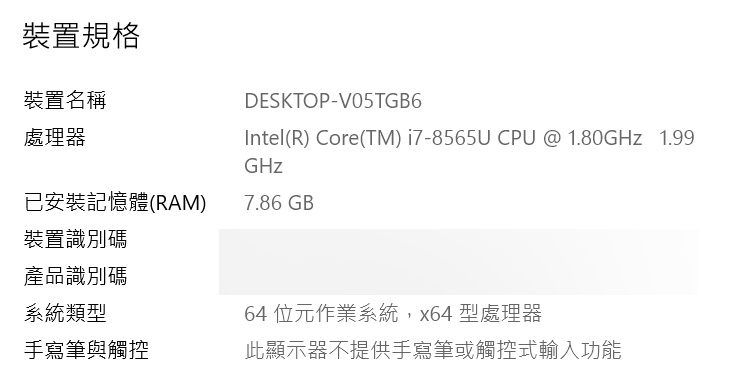 裝置規格
裝置名稱 DESKTOP-V05TGB6
處理器 Intel(R) Core(TM) i7-8565U CPU @ 1.80GHz 1.99
GHz
已安裝記憶體(RAM) 7.86 GB
裝置識別碼
產品識別碼
系統類型 64 位元作業系統，x64 型處理器
手寫筆與觸控 此顯示器不提供手寫筆或觸控式輸入功能